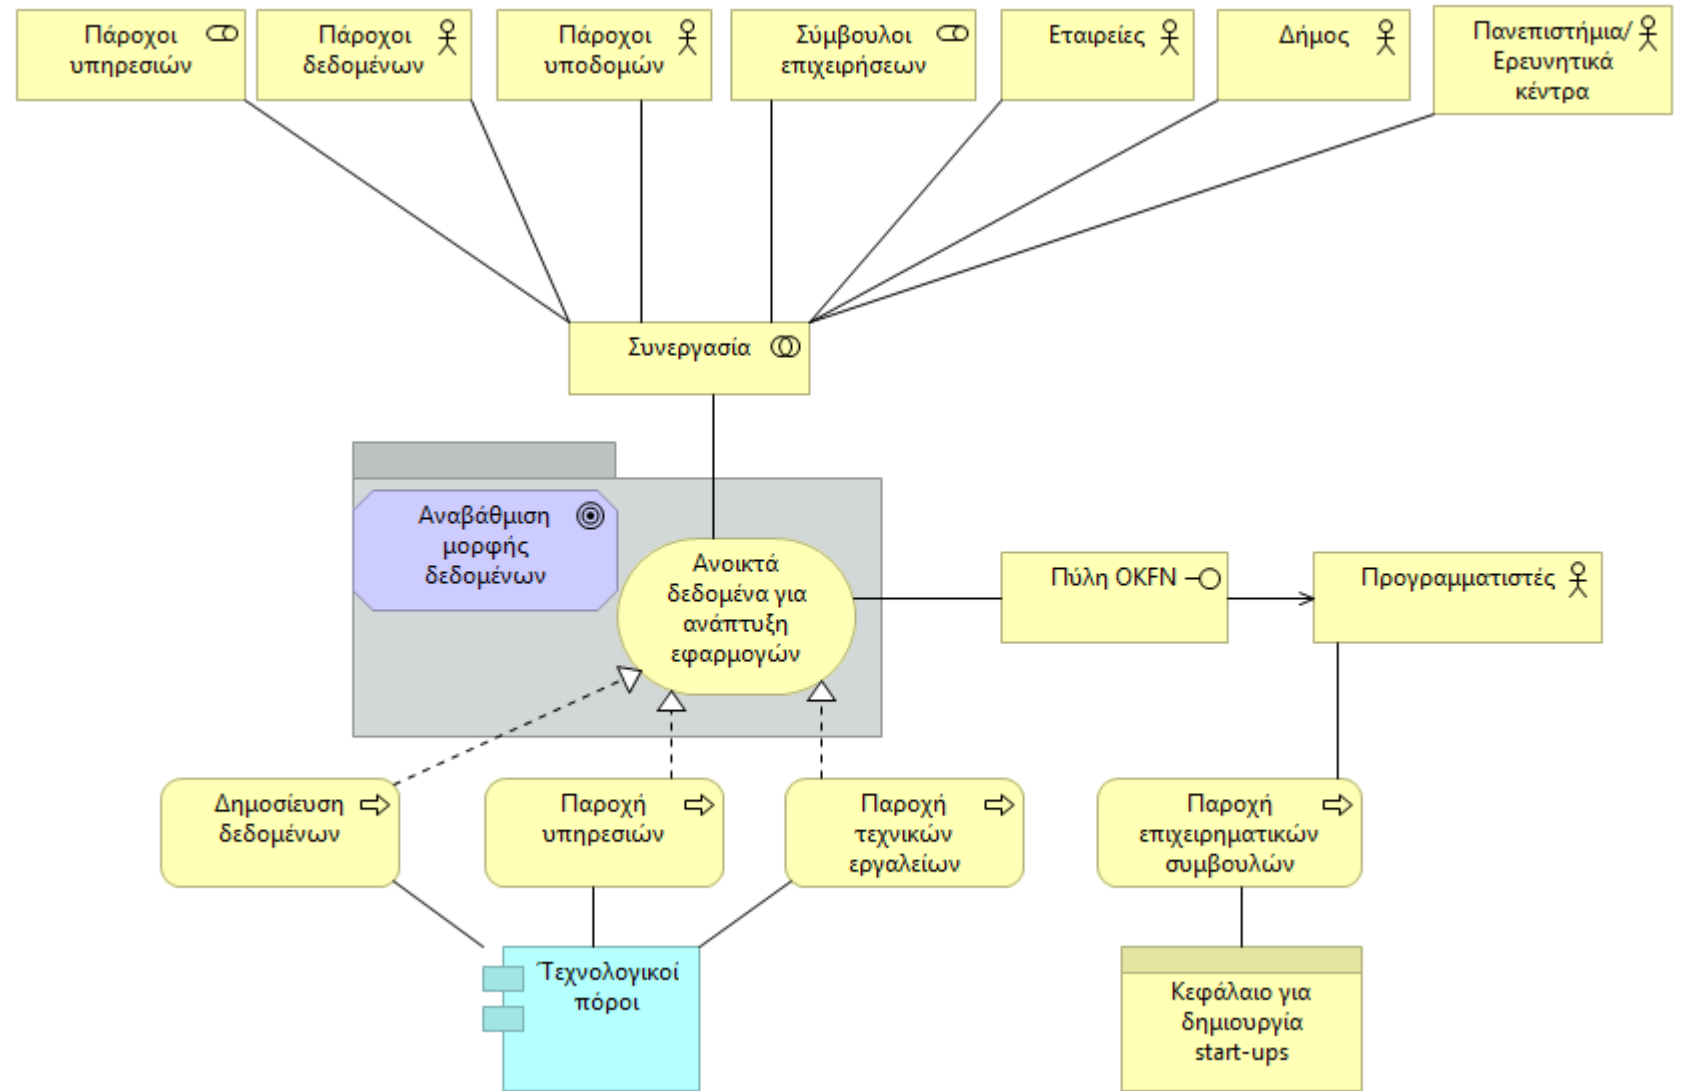 Πάροχοι
υπηρεσιών
Πάροχοι
δεδομένων
Πάροχοι
υποδομών
Σύμβουλοι
επιχειρήσεων
Εταιρείες
Δήμος
Πανεπιστήμια/
Ερευνητικά
κέντρα
Συνεργασία
Αναβάθμιση
μορφής
δεδομένων
Ανοικτά
δεδομένα για
ανάπτυξη
εφαρμογών
Πύλη OKFN
Προγραμματιστές
Δημοσίευση
δεδομένων
Παροχή
υπηρεσιών
Παροχή
τεχνικών
εργαλείων
Παροχή
επιχειρηματικών
συμβουλών
Τεχνολογικοί
πόροι
Κεφάλαιο για
δημιουργία
start-ups